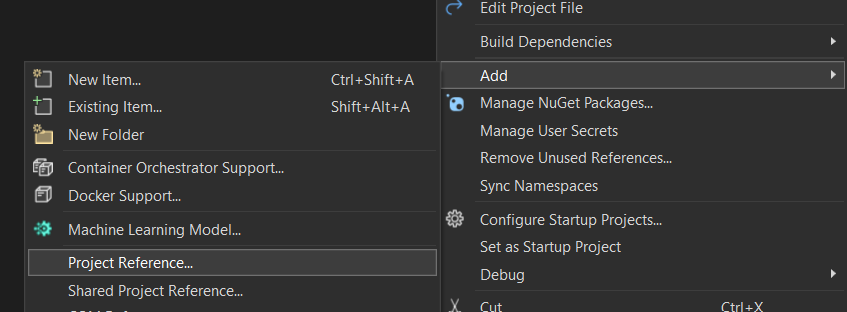 Edit Project File
Build Dependencies
Add
Manage NuGet Packages...
Manage User Secrets
Remove Unused References...
Sync Namespaces
Configure Startup Projects...
Set as Startup Project
Debug
Cut Ctrl+X
New Item... Ctrl+Shift+A
Existing Item... Shift+Alt+A
New Folder
Container Orchestrator Support...
Docker Support...
Machine Learning Model...
Project Reference...
Shared Project Reference...